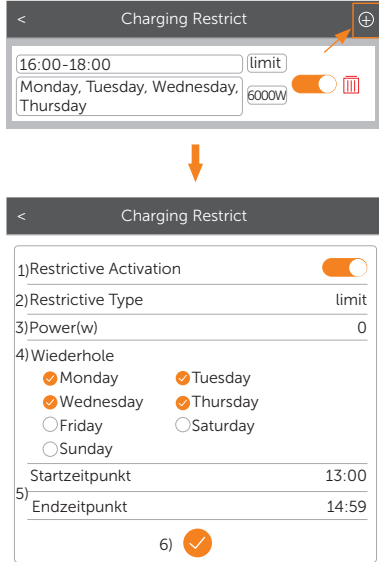 < Charging Restrict
16:00-18:00 limit
Monday, Tuesday, Wednesday,
Thursday
6000W
< Charging Restrict
1)Restrictive Activation
2)Restrictive Type limit
3)Power(w) 0
4)Wiederhole
Monday Tuesday
Wednesday Thursday
Friday Saturday
Sunday
Startzeitpunkt 13:00
5)
Endzeitpunkt 14:59
6)